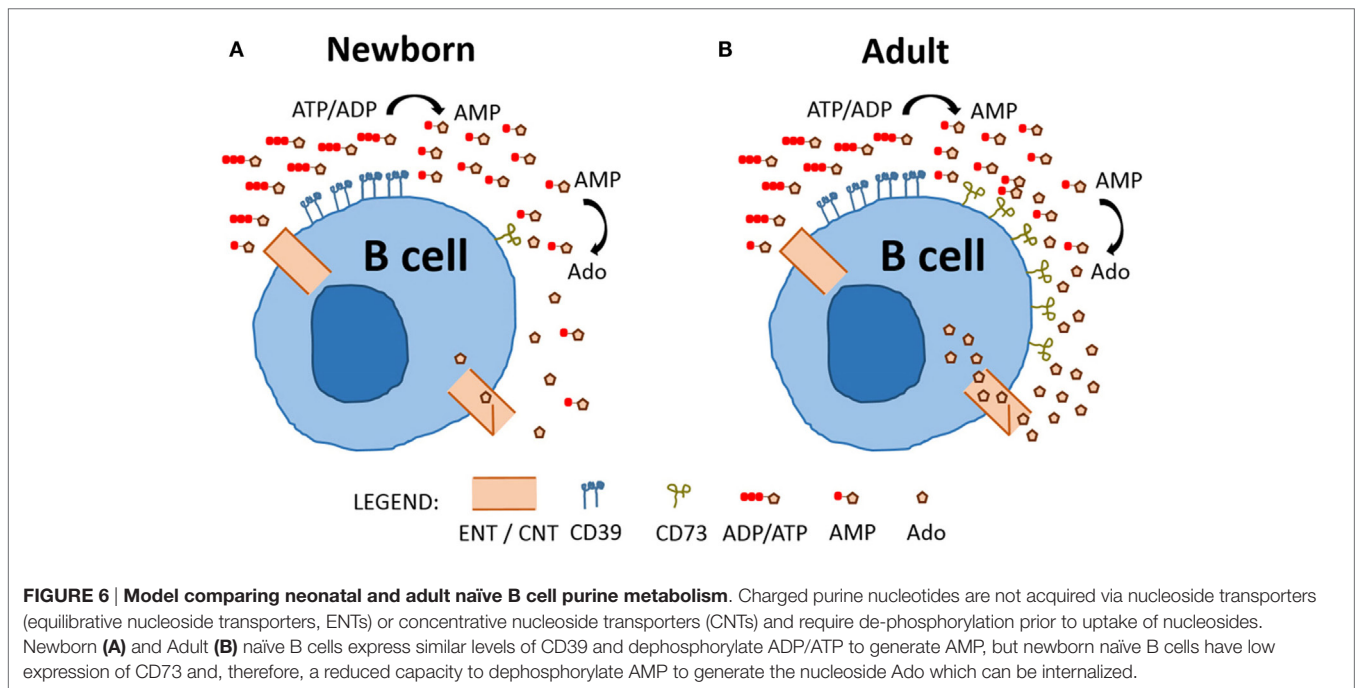 A Newborn
ATP/ADP AMP
AMP
Ado
B cell
B Adult
ATP/ADP AMP
AMP
Ado
B cell
LEGEND:
ENT / CNT CD39 CD73 ADP/ATP AMP Ado
FIGURE 6 | Model comparing neonatal and adult naïve B cell purine metabolism. Charged purine nucleotides are not acquired via nucleoside transporters
(equilibrative nucleoside transporters, ENTs) or concentrative nucleoside transporters (CNTs) and require de-phosphorylation prior to uptake of nucleosides.
Newborn (A) and Adult (B) naïve B cells express similar levels of CD39 and dephosphorylate ADP/ATP to generate AMP, but newborn naïve B cells have low
expression of CD73 and, therefore, a reduced capacity to dephosphorylate AMP to generate the nucleoside Ado which can be internalized.